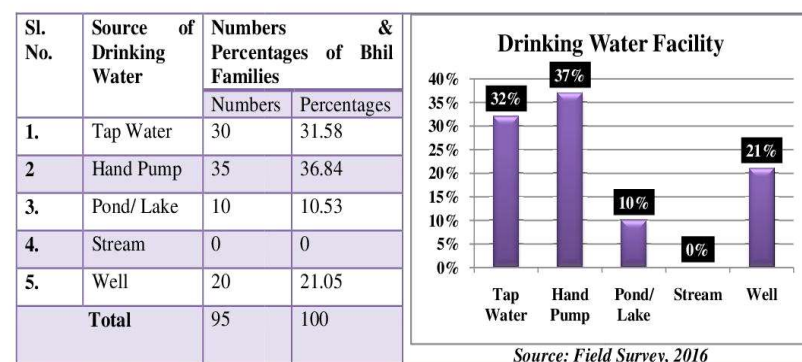 Sl. No.
Source of Drinking Water
Numbers & Percentages of Bhil Families
Numbers Percentages
1. Tap Water 30 31.58
2 Hand Pump 35 36.84
3. Pond/ Lake 10 10.53
4. Stream 0 0
5. Well 20 21.05
Total 95 100
Drinking Water Facility
40%
35%
30%
25%
20%
15%
10%
5%
0%
32%
37%
10%
0%
21%
Tap Water
Hand Pump
Pond/ Lake
Stream
Well
Source: Field Survey, 2016